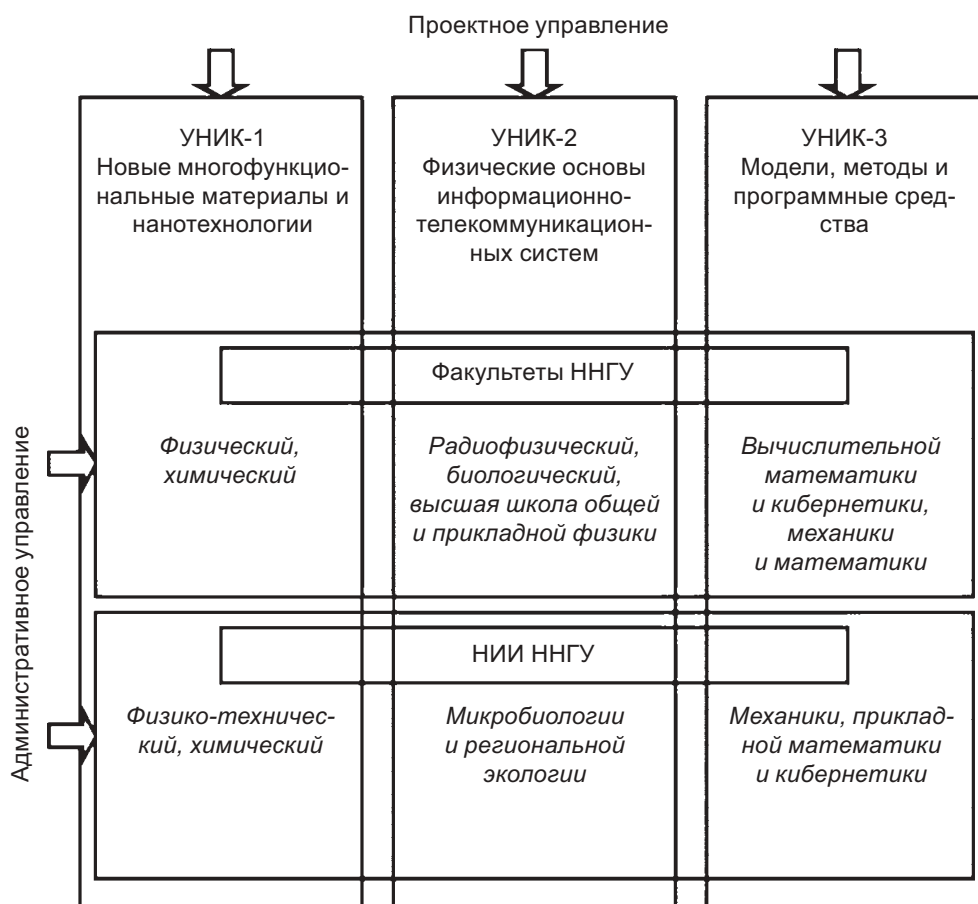 Проектное управление
УНИК-1
Новые многофункцио-
нальные материалы и
нанотехнологии
УНИК-2
Физические основы
информационно-
телекоммуникацион-
ных систем
УНИК-3
Модели, методы и
программные сред-
ства
Административное управление
Факультеты ННГУ
Физический,
химический
Радиофизический,
биологический,
высшая школа общей
и прикладной физики
Вычислительной
математики
и кибернетики,
механики
и математики
НИИ ННГУ
Физико-техничес-
кий, химический
Микробиологии
и региональной
экологии
Механики, приклад-
ной математики
и кибернетики